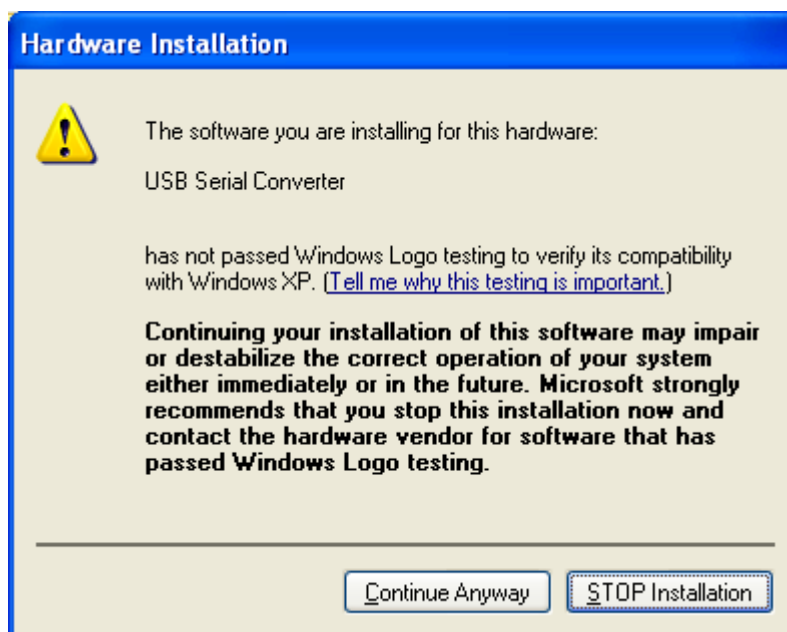 Hardware Installation
The software you are installing for this hardware:
USB Serial Converter
has not passed Windows Logo testing to verify its compatibility
with Windows XP. (Tell me why this testing is important.)
Continuing your installation of this software may impair
or destabilize the correct operation of your system
either immediately or in the future. Microsoft strongly
recommends that you stop this installation now and
contact the hardware vendor for software that has
passed Windows Logo testing.
Continue Anyway
STOP Installation